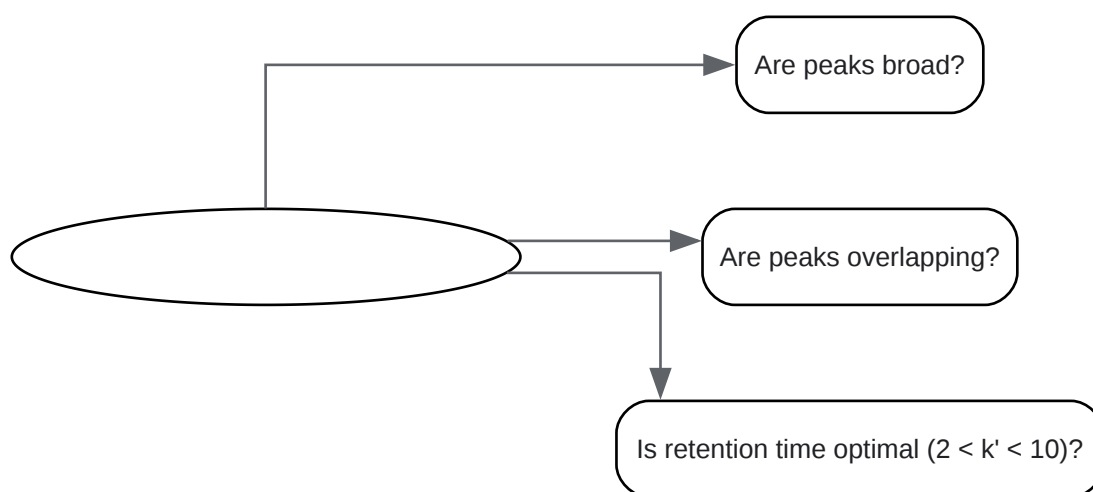 Are peaks broad?
Are peaks overlapping?
Is retention time optimal (2 < k' < 10)?